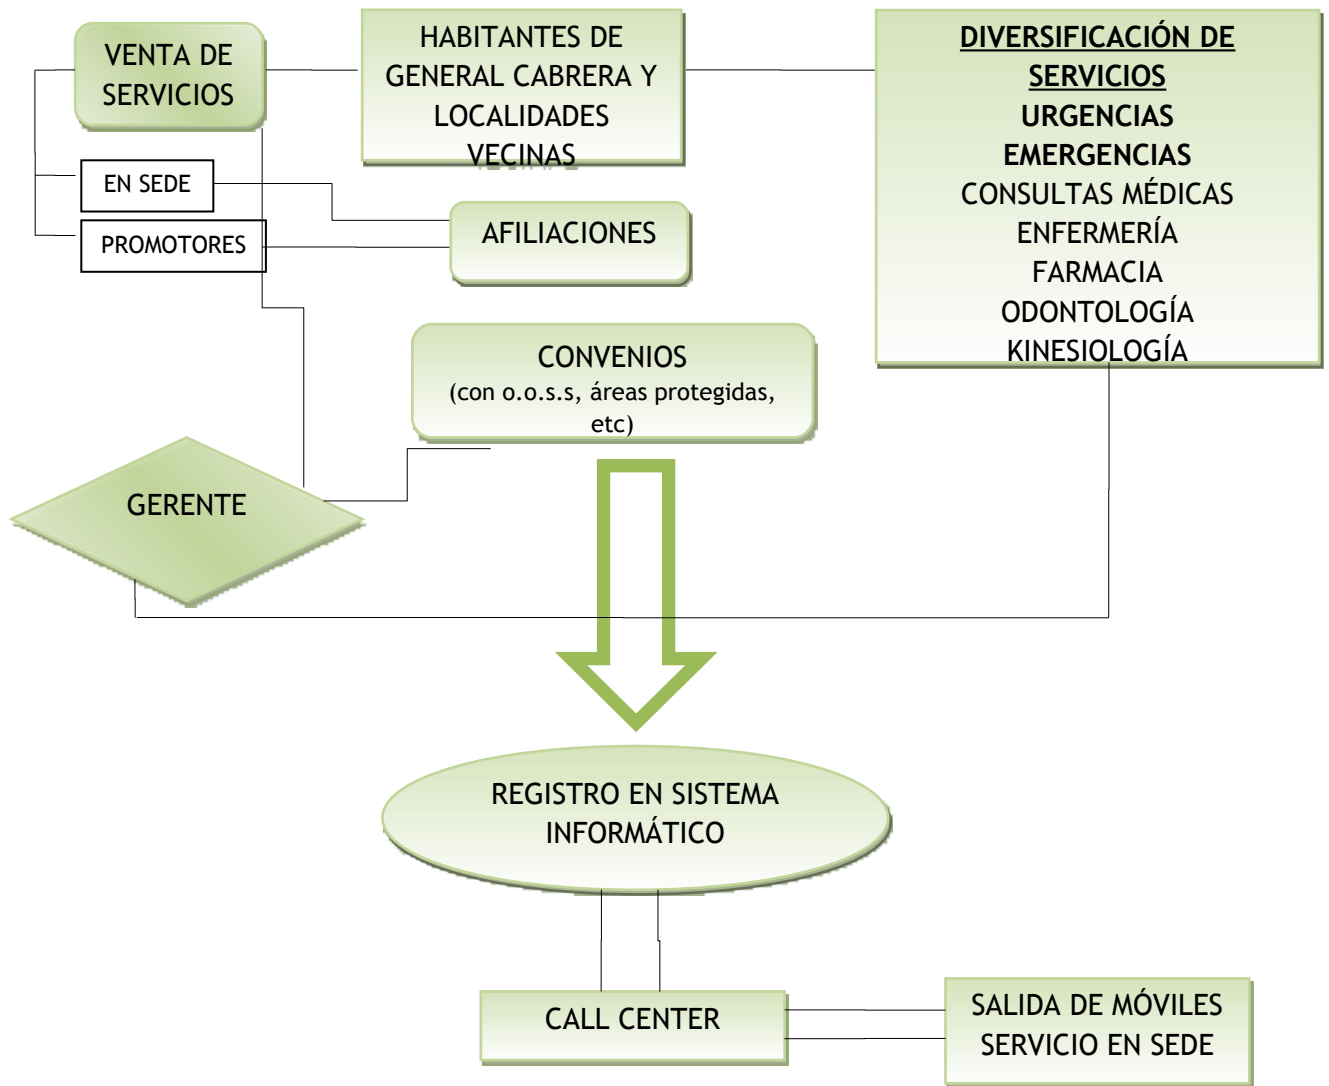 VENTA DE
SERVICIOS
HABITANTES DE
GENERAL CABRERA Y
LOCALIDADES
VECINAS
DIVERSIFICACIÓN DE
SERVICIOS
URGENCIAS
EMERGENCIAS
CONSULTAS MÉDICAS
ENFERMERÍA
FARMACIA
ODONTOLOGÍA
KINESIOLOGÍA
EN SEDE
PROMOTORES
AFILIACIONES
CONVENIOS
(con o.o.s.s, áreas protegidas,
etc)
GERENTE
REGISTRO EN SISTEMA
INFORMÁTICO
CALL CENTER
SALIDA DE MÓVILES
SERVICIO EN SEDE